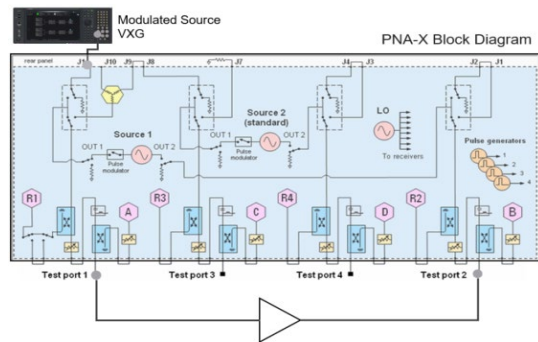 Modulated Source
VXG
PNA-X Block Diagram
rear panel
J11 J10 J9 J8 J7 J4 J3 J2 J1
Source 1
OUT 1
Pulse
modulator
OUT 2
Source 2
(standard)
OUT 1
Pulse
modulator
OUT 2
LO
To receivers
Pulse generators
1
2
3
4
R1 A R3 C R4 D R2 B
Test port 1 Test port 3 Test port 4 Test port 2